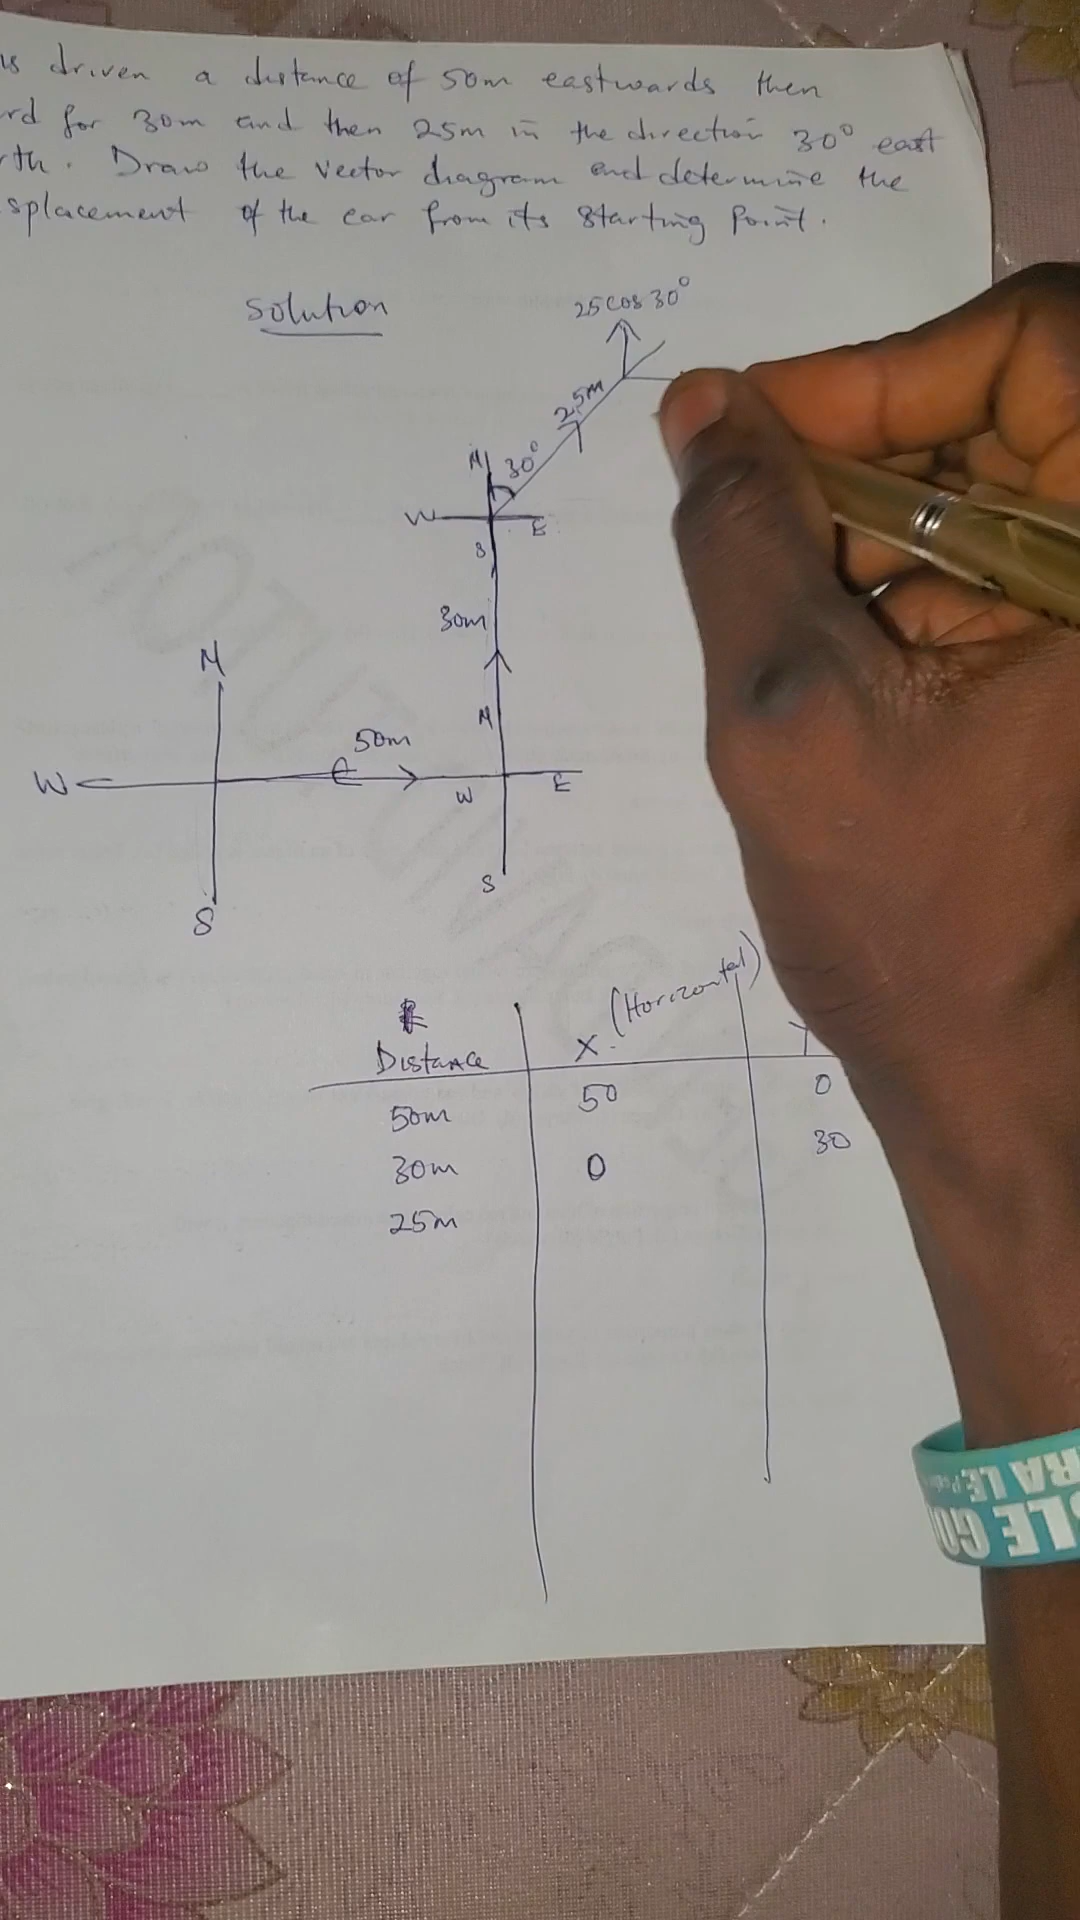 is driven a distance of 50m eastwards then
rd for 30m and then 25m in the direction 30° east
rth. Draw the vector diagram and determine the
splacement of the car from its starting point.
Solution
25cos30°
25m
N 30°
W E
S
30m
N
N
50m
W E
W E
S
S
X (Horizontal) Y
Distance
50m 50 0
30m 0 30
25m